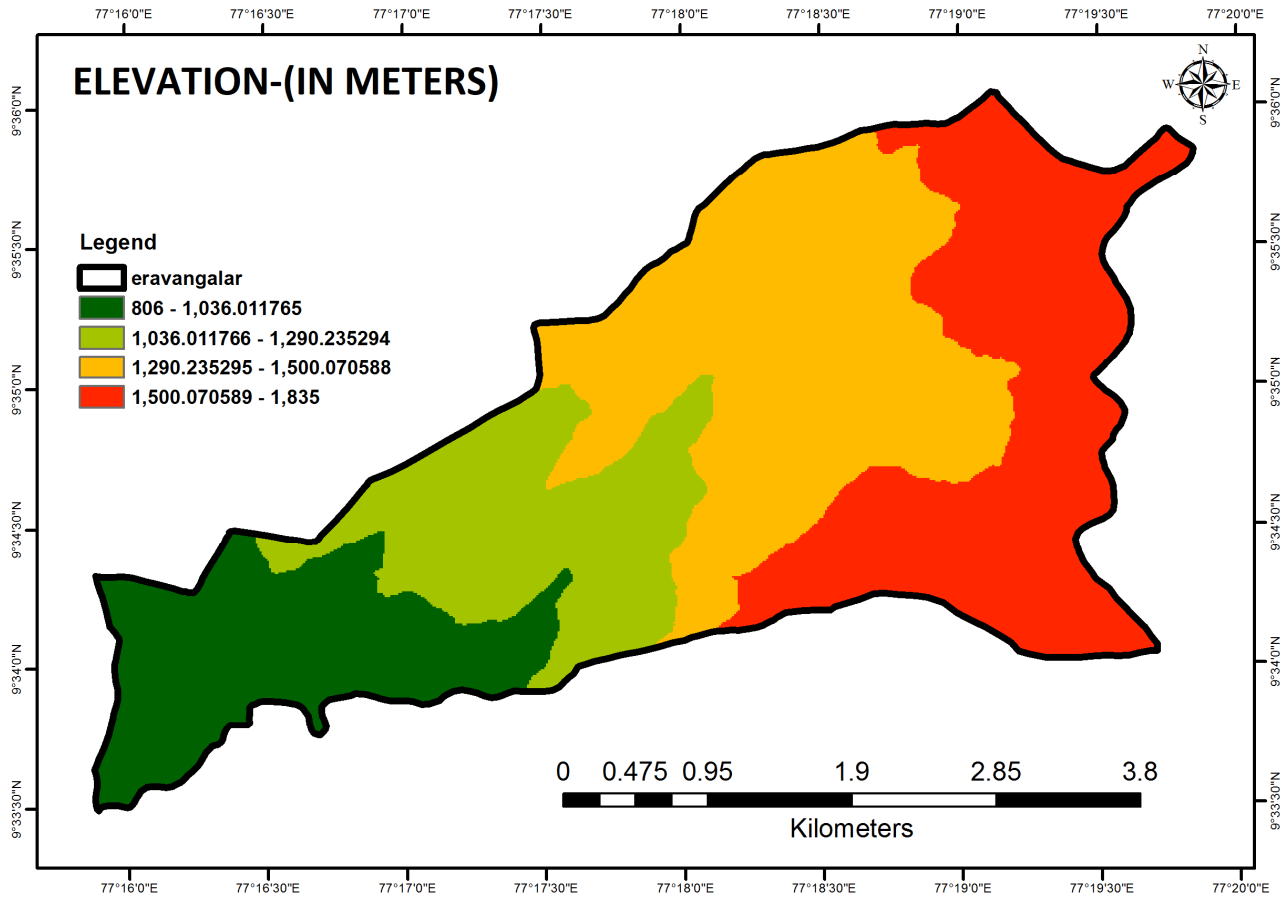 77°16'0"E 77°16'30"E 77°17'0"E 77°17'30"E 77°18'0"E 77°18'30"E 77°19'0"E 77°19'30"E 77°20'0"E
ELEVATION-(IN METERS)
N
W E
S
9°36'0"N 9°36'0"N
9°35'30"N 9°35'30"N
Legend
eravangalar
806 - 1,036.011765
1,036.011766 - 1,290.235294
1,290.235295 - 1,500.070588
1,500.070589 - 1,835
9°35'0"N 9°35'0"N
9°34'30"N 9°34'30"N
9°34'0"N 9°34'0"N
0 0.475 0.95 1.9 2.85 3.8
Kilometers
9°33'30"N 9°33'30"N
77°16'0"E 77°16'30"E 77°17'0"E 77°17'30"E 77°18'0"E 77°18'30"E 77°19'0"E 77°19'30"E 77°20'0"E